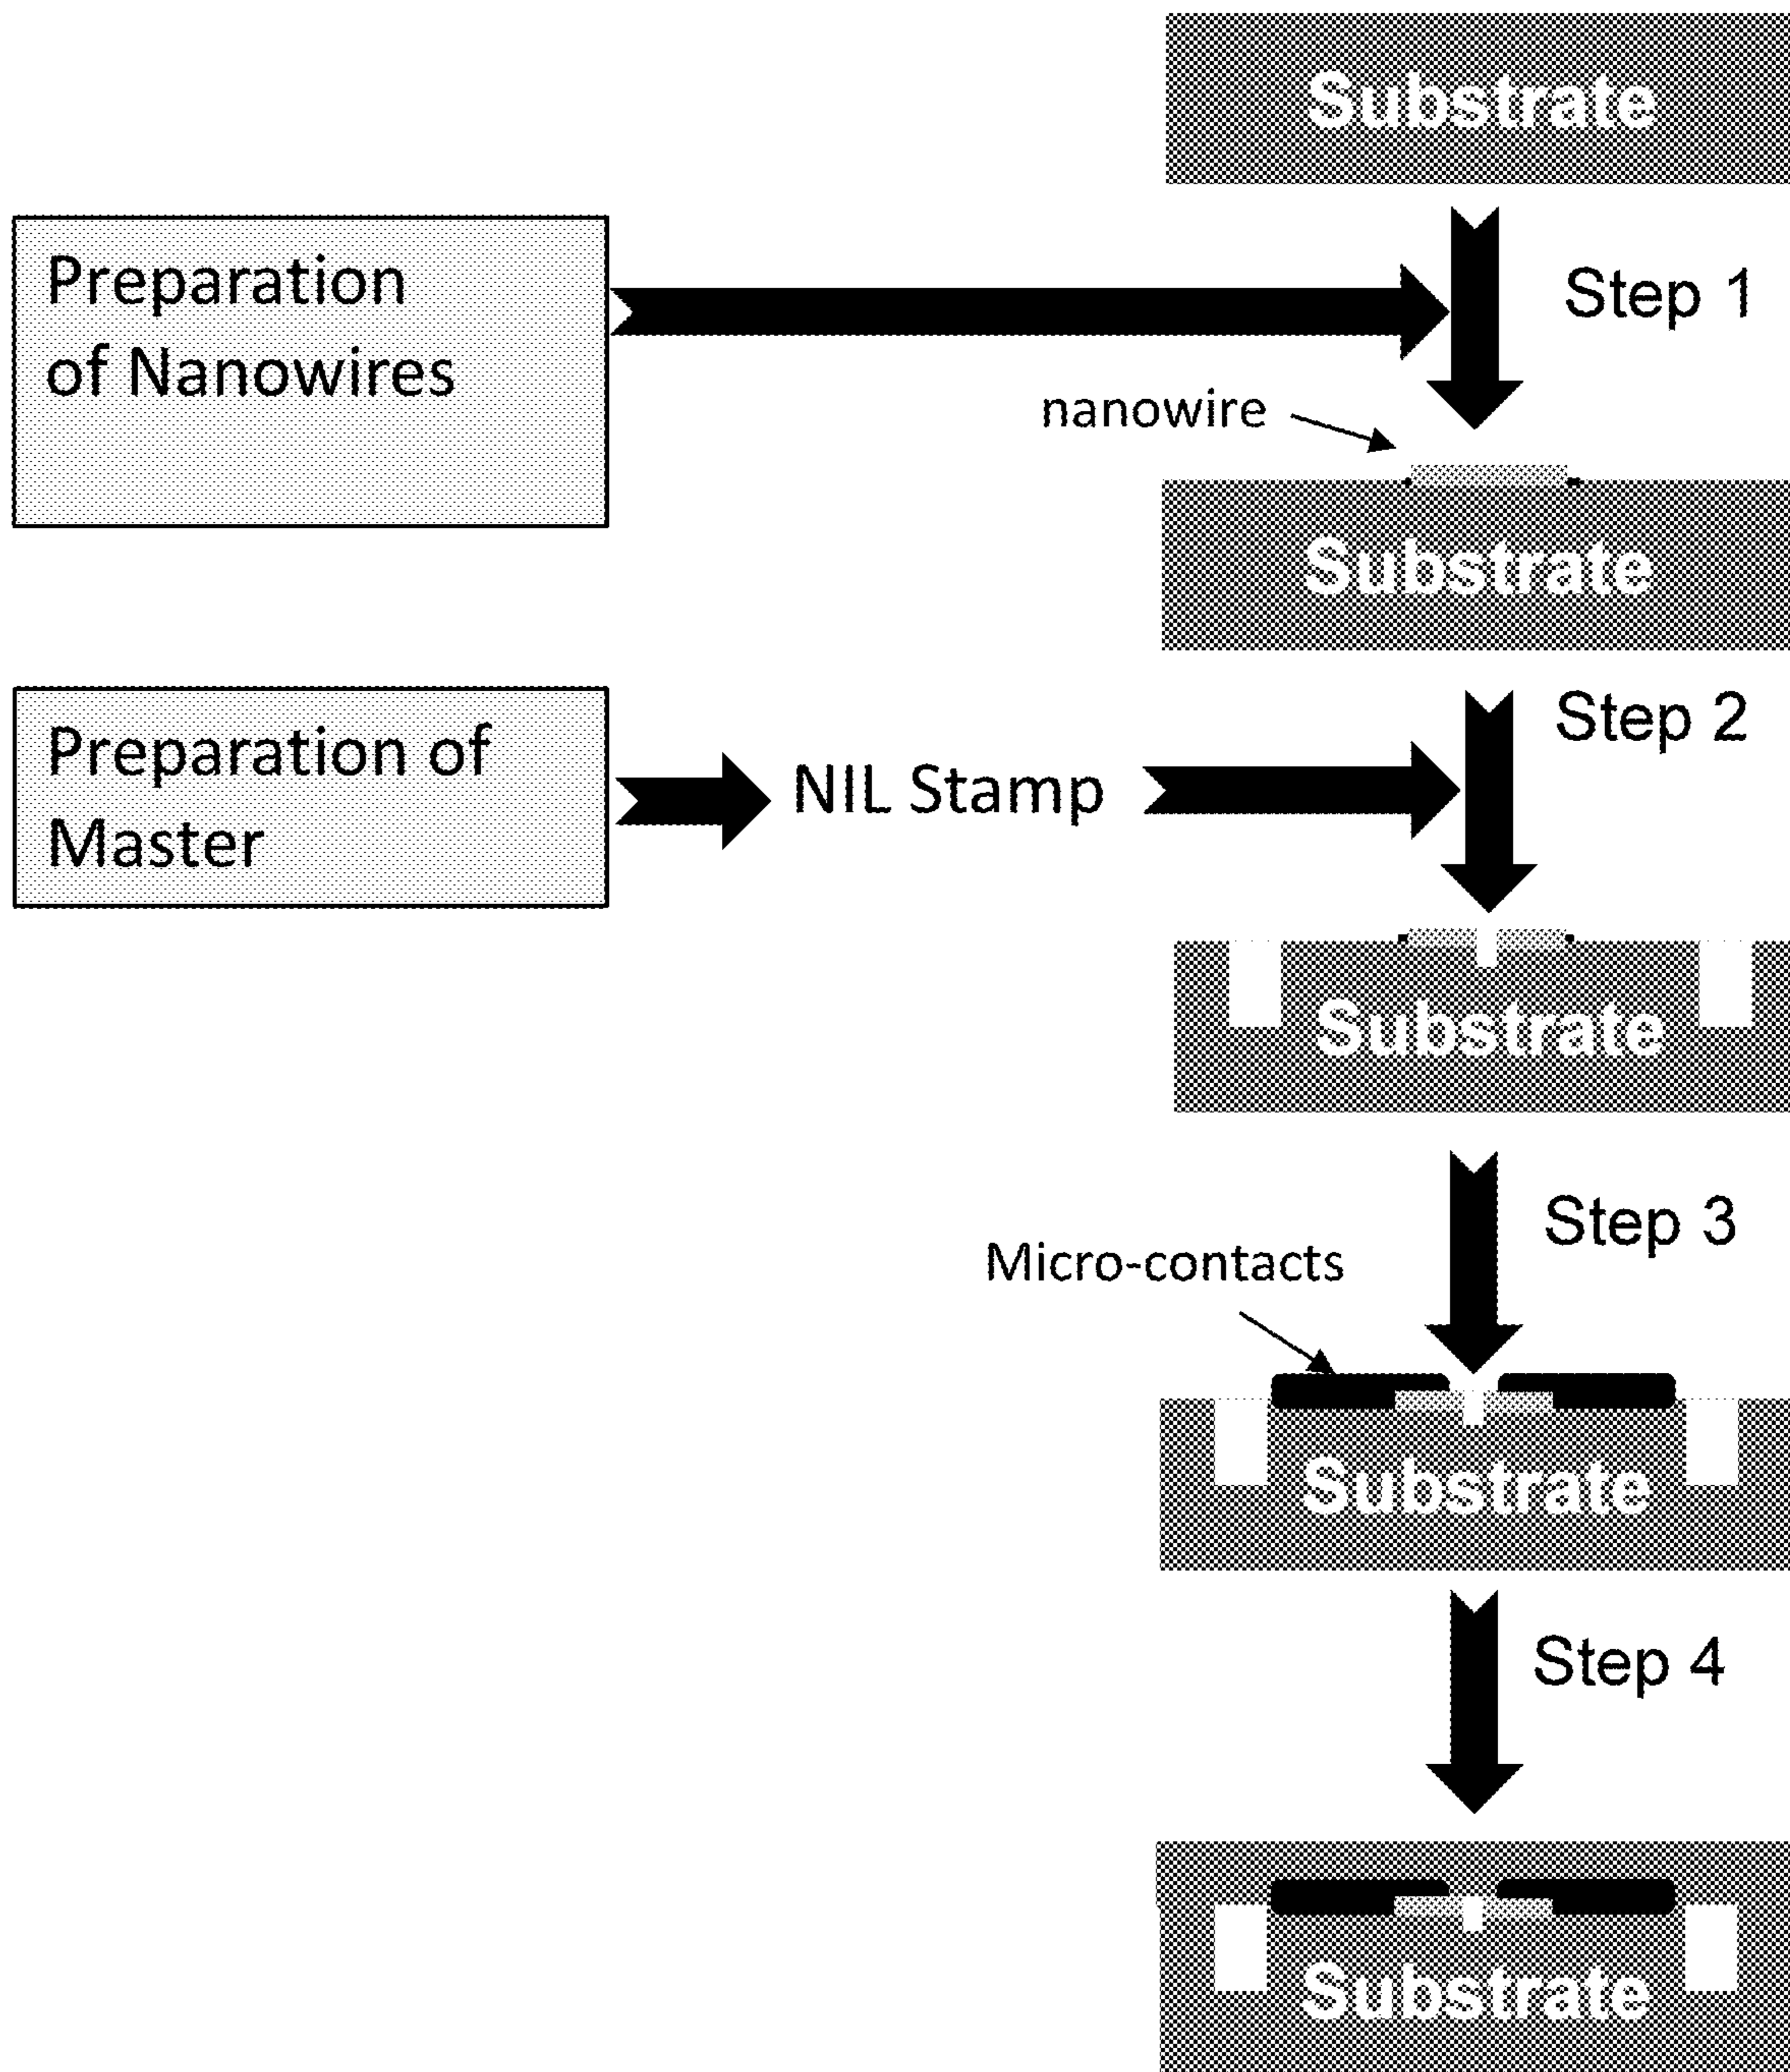 Substrate
Preparation
of Nanowires
Step 1
nanowire
Substrate
Preparation of
Master
NIL Stamp
Step 2
Substrate
Step 3
Micro-contacts
Substrate
Step 4
Substrate